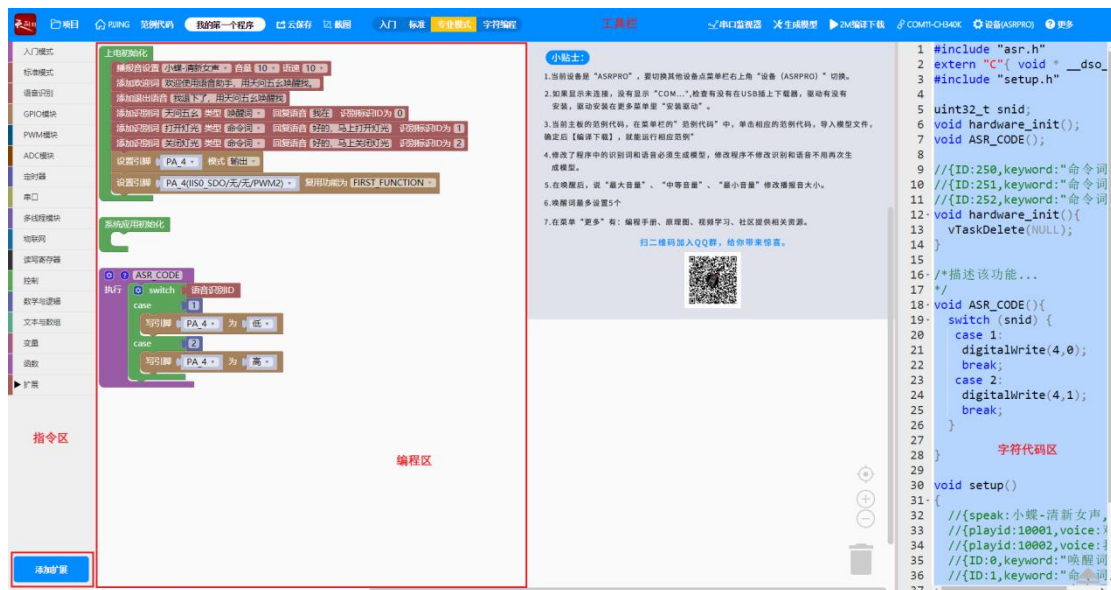 天问 项目 PIJING 范例代码 我的第一个程序 云保存 截图 入门 标准 专业模式 字符编程 工具栏 串口监视器 生成模型 2M编译下载 COM11-CH340K 设备(ASRPRO) 更多
入门模式
标准模式
语音识别
GPIO模块
PWM模块
ADC模块
定时器
串口
多线程模块
物联网
读写寄存器
控制
数学与逻辑
文本与数组
变量
函数
扩展
指令区
添加扩展
上电初始化
播报音设置 小蝶-清新女声 音量 10 语速 10
添加欢迎词 欢迎使用语音助手，用天问五幺唤醒我。
添加退出语音 我退下了，用天问五幺唤醒我
添加识别词 天问五幺 类型 唤醒词 回复语音 我在 识别标识ID为 0
添加识别词 打开灯光 类型 命令词 回复语音 好的，马上打开灯光 识别标识ID为 1
添加识别词 关闭灯光 类型 命令词 回复语音 好的，马上关闭灯光 识别标识ID为 2
设置引脚 PA_4 模式 输出
设置引脚 PA_4(IIS0_SDO/无/无/PWM2) 复用功能为 FIRST_FUNCTION
系统应用初始化
ASR_CODE
执行 switch 语音识别ID
case 1
写引脚 PA_4 为 低
case 2
写引脚 PA_4 为 高
编程区
小贴士：
1.当前设备是“ASRPRO”，要切换其他设备点菜单栏右上角“设备（ASRPRO）”切换。
2.如果显示未连接，没有显示“COM...”,检查有没有在USB插上下载器，驱动有没有
安装，驱动安装在更多菜单里“安装驱动”。
3.当前主板的范例代码，在菜单栏的“范例代码”中，单击相应的范例代码，导入模型文件，
确定后【编译下载】，就能运行相应范例”
4.修改了程序中的识别词和语音必须生成模型，修改程序不修改识别和语音不用再次生
成模型。
5.在唤醒后，说“最大音量”、“中等音量”、“最小音量”修改播报音大小。
6.唤醒词最多设置5个
7.在菜单“更多”有：编程手册、原理图、视频学习、社区提供相关资源。
扫二维码加入QQ群，给你带来惊喜。
1 #include "asr.h"
2 extern "C"{ void * __dso_
3 #include "setup.h"
4
5 uint32_t snid;
6 void hardware_init();
7 void ASR_CODE();
8
9 //{ID:250,keyword:"命令词
10 //{ID:251,keyword:"命令词
11 //{ID:252,keyword:"命令词
12 void hardware_init(){
13 vTaskDelete(NULL);
14 }
15
16 /*描述该功能...
17 */
18 void ASR_CODE(){
19 switch (snid) {
20 case 1:
21 digitalWrite(4,0);
22 break;
23 case 2:
24 digitalWrite(4,1);
25 break;
26 }
27
字符代码区
28 }
29
30 void setup()
31 {
32 //{speak:小蝶-清新女声,
33 //{playid:10001,voice:
34 //{playid:10002,voice:
35 //{ID:0,keyword:"唤醒词
36 //{ID:1,keyword:"命令词
37